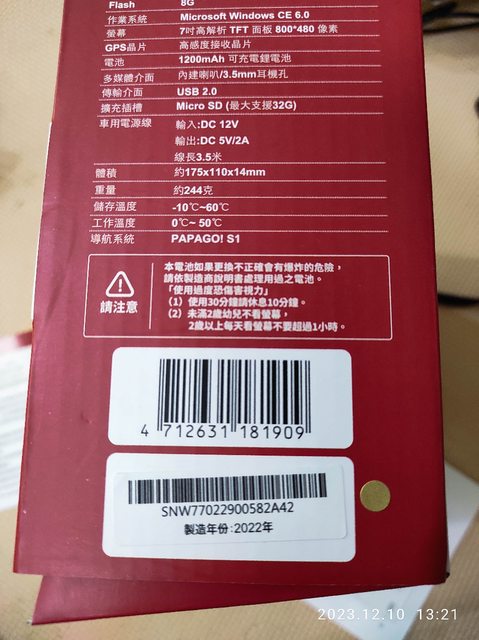 Flash 8G
作業系統 Microsoft Windows CE 6.0
螢幕 7吋高解析 TFT 面板 800*480 像素
GPS晶片 高感度接收晶片
電池 1200mAh 可充電鋰電池
多媒體介面 內建喇叭/3.5mm耳機孔
傳輸介面 USB 2.0
擴充插槽 Micro SD (最大支援32G)
車用電源線 輸入:DC 12V
輸出:DC 5V/2A
線長3.5米
體積 約175x110x14mm
重量 約244克
儲存溫度 -10℃~60℃
工作溫度 0℃~ 50℃
導航系統 PAPAGO! S1
請注意
本電池如果更換不正確會有爆炸的危險，
請依製造商說明書處理用過之電池。
「使用過度恐傷害視力」
（1）使用30分鐘請休息10分鐘。
（2）未滿2歲幼兒不看螢幕，
2歲以上每天看螢幕不要超過1小時。
4 712631 181909
SNW77022900582A42
製造年份：2022年
2023.12.10 13:21